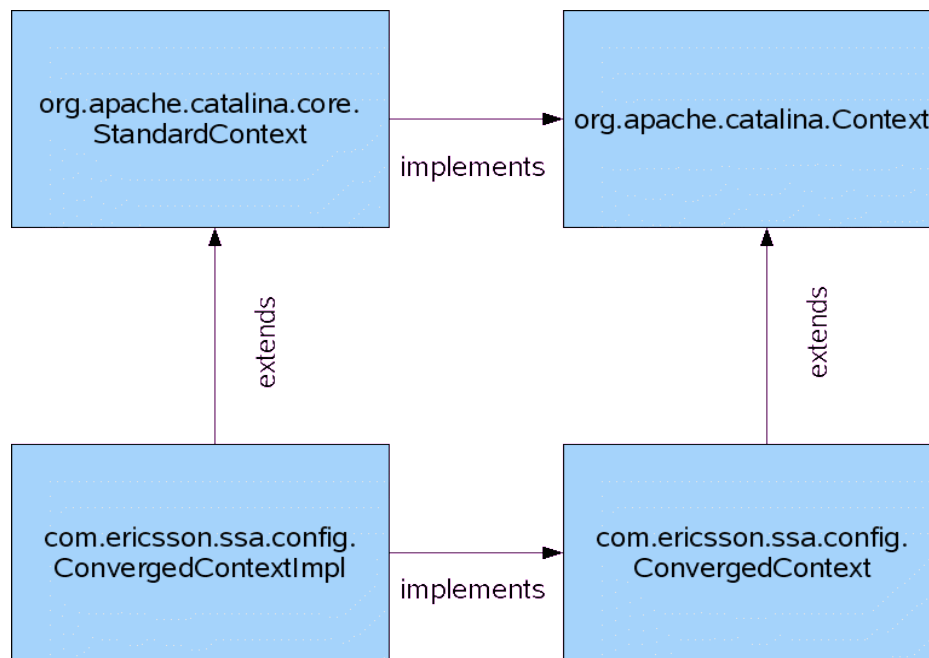 org.apache.catalina.core.
StandardContext
implements
org.apache.catalina.Context
extends
extends
com.ericsson.ssa.config.
ConvergedContextImpl
implements
com.ericsson.ssa.config.
ConvergedContext